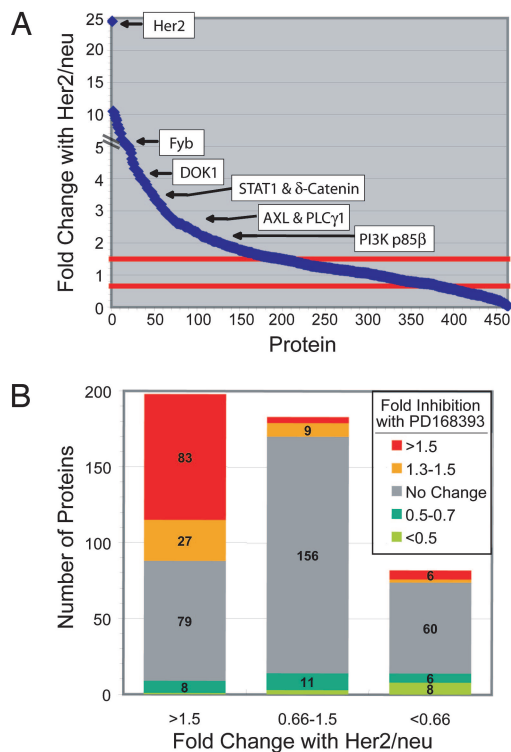 A
Fold Change with Her2/neu
25
20
15
10
5
4
3
2
1
0
Her2
Fyb
DOK1
STAT1 & δ-Catenin
AXL & PLCγ1
PI3K p85β
0 50 100 150 200 250 300 350 400 450
Protein
B
Number of Proteins
200
150
100
50
0
83
27
79
8
9
156
11
6
60
6
8
Fold Inhibition
with PD168393
>1.5
1.3-1.5
No Change
0.5-0.7
<0.5
>1.5 0.66-1.5 <0.66
Fold Change with Her2/neu